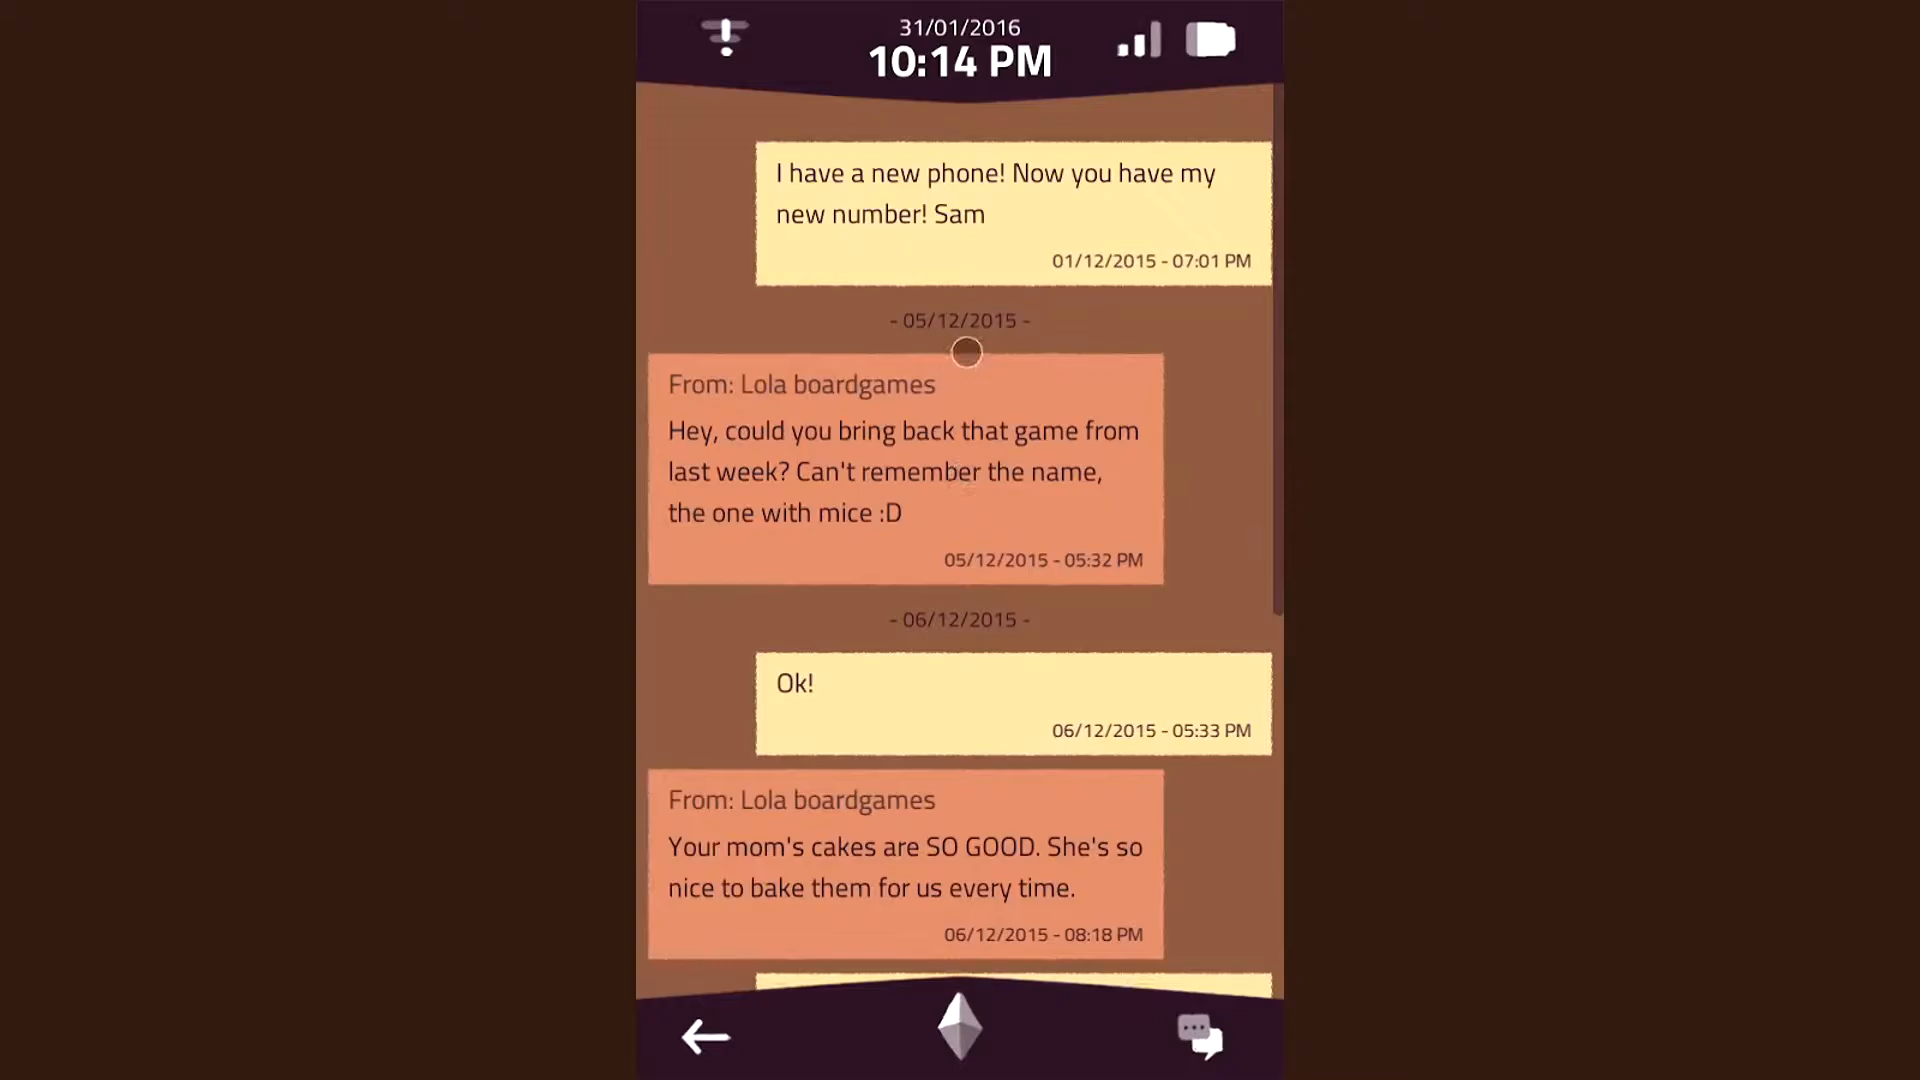 31/01/2016
10:14 PM
I have a new phone! Now you have my
new number! Sam
01/12/2015 - 07:01 PM
- 05/12/2015 -
From: Lola boardgames
Hey, could you bring back that game from
last week? Can't remember the name,
the one with mice :D
05/12/2015 - 05:32 PM
- 06/12/2015 -
Ok!
06/12/2015 - 05:33 PM
From: Lola boardgames
Your mom's cakes are SO GOOD. She's so
nice to bake them for us every time.
06/12/2015 - 08:18 PM